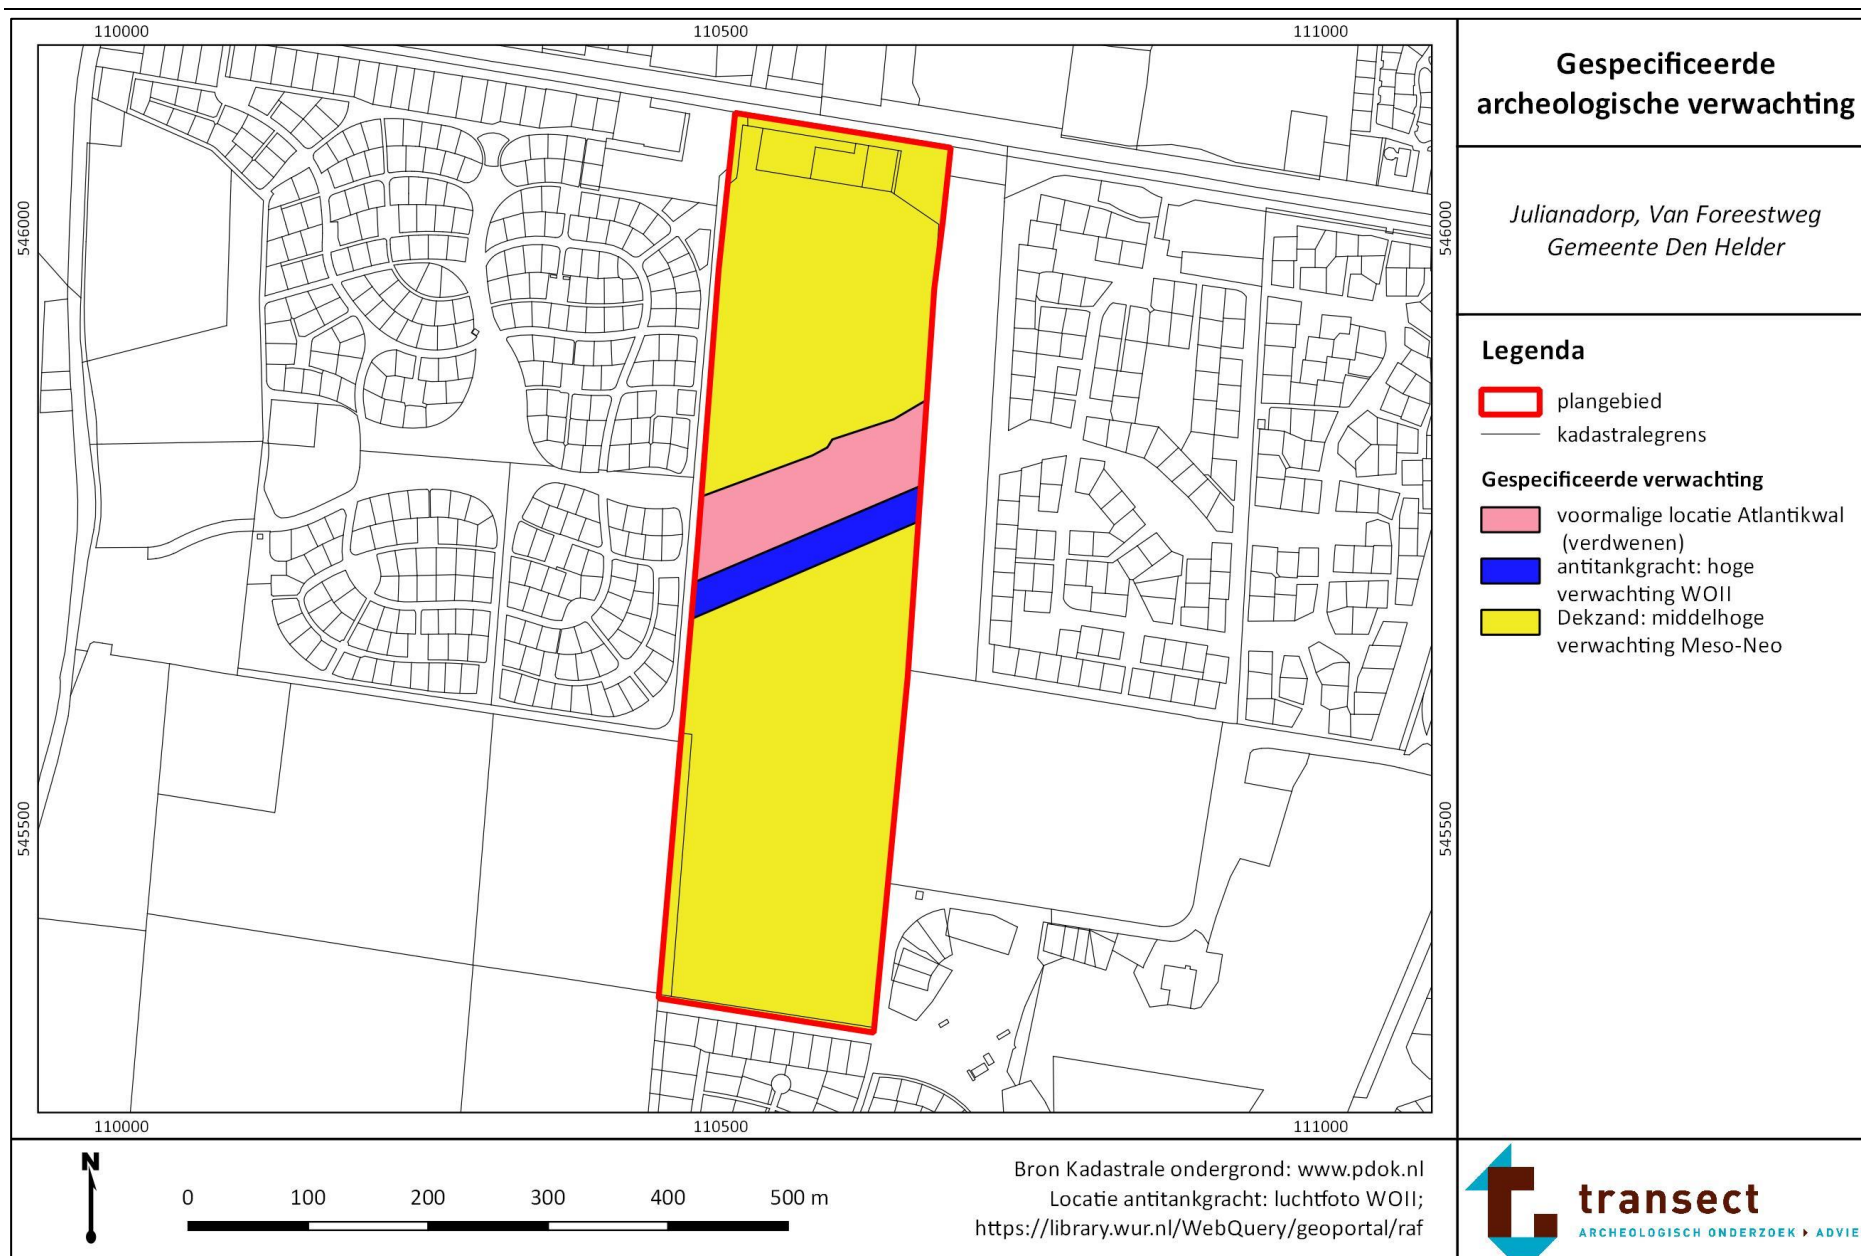 110000
110500
111000
546000
546000
545500
545500
110000
110500
111000
Gespecificeerde
archeologische verwachting
Julianadorp, Van Foreestweg
Gemeente Den Helder
Legenda
plangebied
kadastralegrens
Gespecificeerde verwachting
voormalige locatie Atlantikwal
(verdwenen)
antitankgracht: hoge
verwachting WOII
Dekzand: middelhoge
verwachting Meso-Neo
N
0 100 200 300 400 500 m
Bron Kadastrale ondergrond: www.pdok.nl
Locatie antitankgracht: luchtfoto WOII;
https://library.wur.nl/WebQuery/geoportal/raf
transect
ARCHEOLOGISCH ONDERZOEK ADVIE